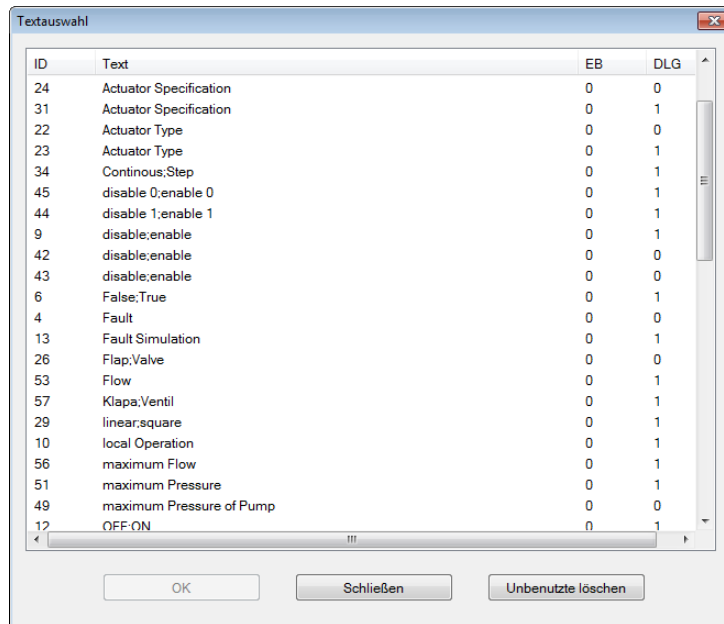 Textauswahl
ID Text EB DLG
24 Actuator Specification 0 0
31 Actuator Specification 0 1
22 Actuator Type 0 0
23 Actuator Type 0 1
34 Continous;Step 0 1
45 disable 0;enable 0 0 1
44 disable 1;enable 1 0 1
9 disable;enable 0 1
42 disable;enable 0 0
43 disable;enable 0 0
6 False;True 0 1
4 Fault 0 0
13 Fault Simulation 0 1
26 Flap;Valve 0 0
53 Flow 0 1
57 Klapa;Ventil 0 1
29 linear;square 0 1
10 local Operation 0 1
56 maximum Flow 0 1
51 maximum Pressure 0 1
49 maximum Pressure of Pump 0 0
12 OFF;ON 0 1
OK Schließen Unbenutzte löschen